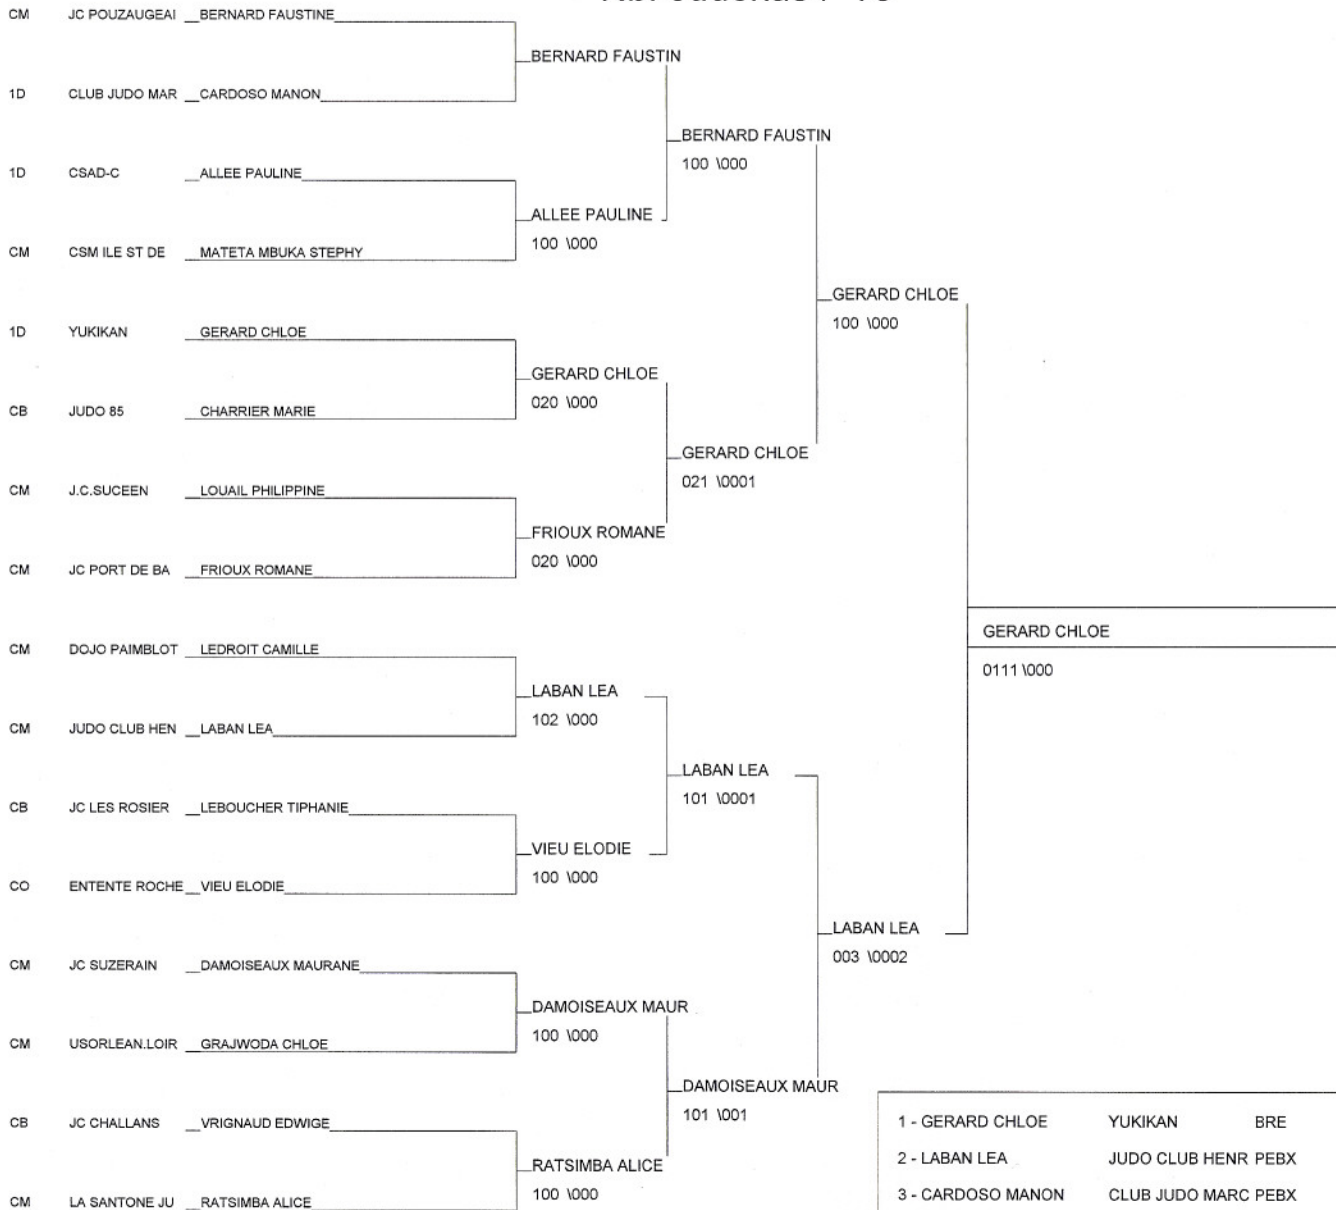 CM JC POUZAUGEAI BERNARD FAUSTINE
BERNARD FAUSTIN
1D CLUB JUDO MAR CARDOSO MANON
BERNARD FAUSTIN
100 \000
1D CSAD-C ALLEE PAULINE
ALLEE PAULINE
100 \000
CM CSM ILE ST DE MATETA MBUKA STEPHY
GERARD CHLOE
100 \000
1D YUKIKAN GERARD CHLOE
GERARD CHLOE
020 \000
CB JUDO 85 CHARRIER MARIE
GERARD CHLOE
021 \0001
CM J.C.SUCEEN LOUAIL PHILIPPINE
FRIOUX ROMANE
020 \000
CM JC PORT DE BA FRIOUX ROMANE
GERARD CHLOE
0111 \000
CM DOJO PAIMBLOT LEDROIT CAMILLE
LABAN LEA
102 \000
CM JUDO CLUB HEN LABAN LEA
LABAN LEA
101 \0001
CB JC LES ROSIER LEBOUCHER TIPHANIE
VIEU ELODIE
100 \000
CO ENTENTE ROCHE VIEU ELODIE
LABAN LEA
003 \0002
CM JC SUZERAIN DAMOISEAUX MAURANE
DAMOISEAUX MAUR
100 \000
CM USORLEAN.LOIR GRAJWODA CHLOE
DAMOISEAUX MAUR
101 \001
CB JC CHALLANS VRIGNAUD EDWIGE
RATSIMBA ALICE
100 \000
CM LA SANTONE JU RATSIMBA ALICE
1 - GERARD CHLOE YUKIKAN BRE
2 - LABAN LEA JUDO CLUB HENR PEBX
3 - CARDOSO MANON CLUB JUDO MARC PEBX